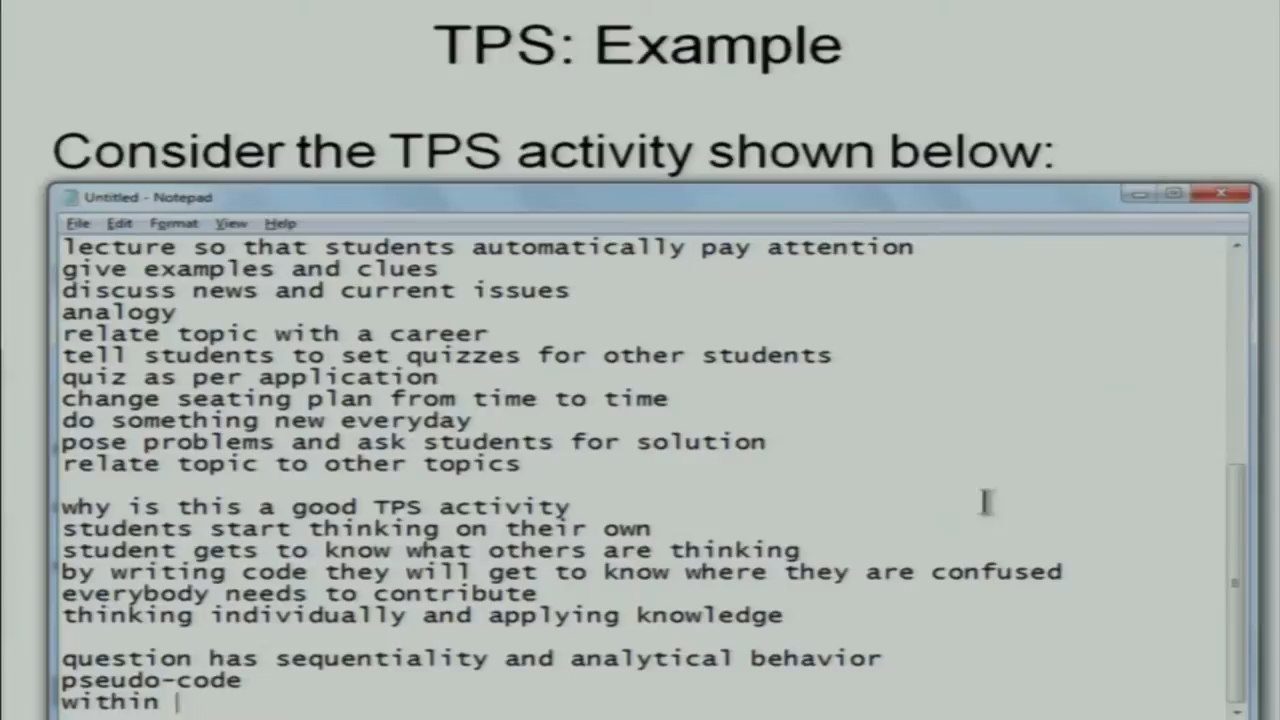 TPS: Example
Consider the TPS activity shown below:
Untitled - Notepad
File Edit Format View Help
lecture so that students automatically pay attention
give examples and clues
discuss news and current issues
analogy
relate topic with a career
tell students to set quizzes for other students
quiz as per application
change seating plan from time to time
do something new everyday
pose problems and ask students for solution
relate topic to other topics
why is this a good TPS activity
students start thinking on their own
student gets to know what others are thinking
by writing code they will get to know where they are confused
everybody needs to contribute
thinking individually and applying knowledge
question has sequentiality and analytical behavior
pseudo-code
within